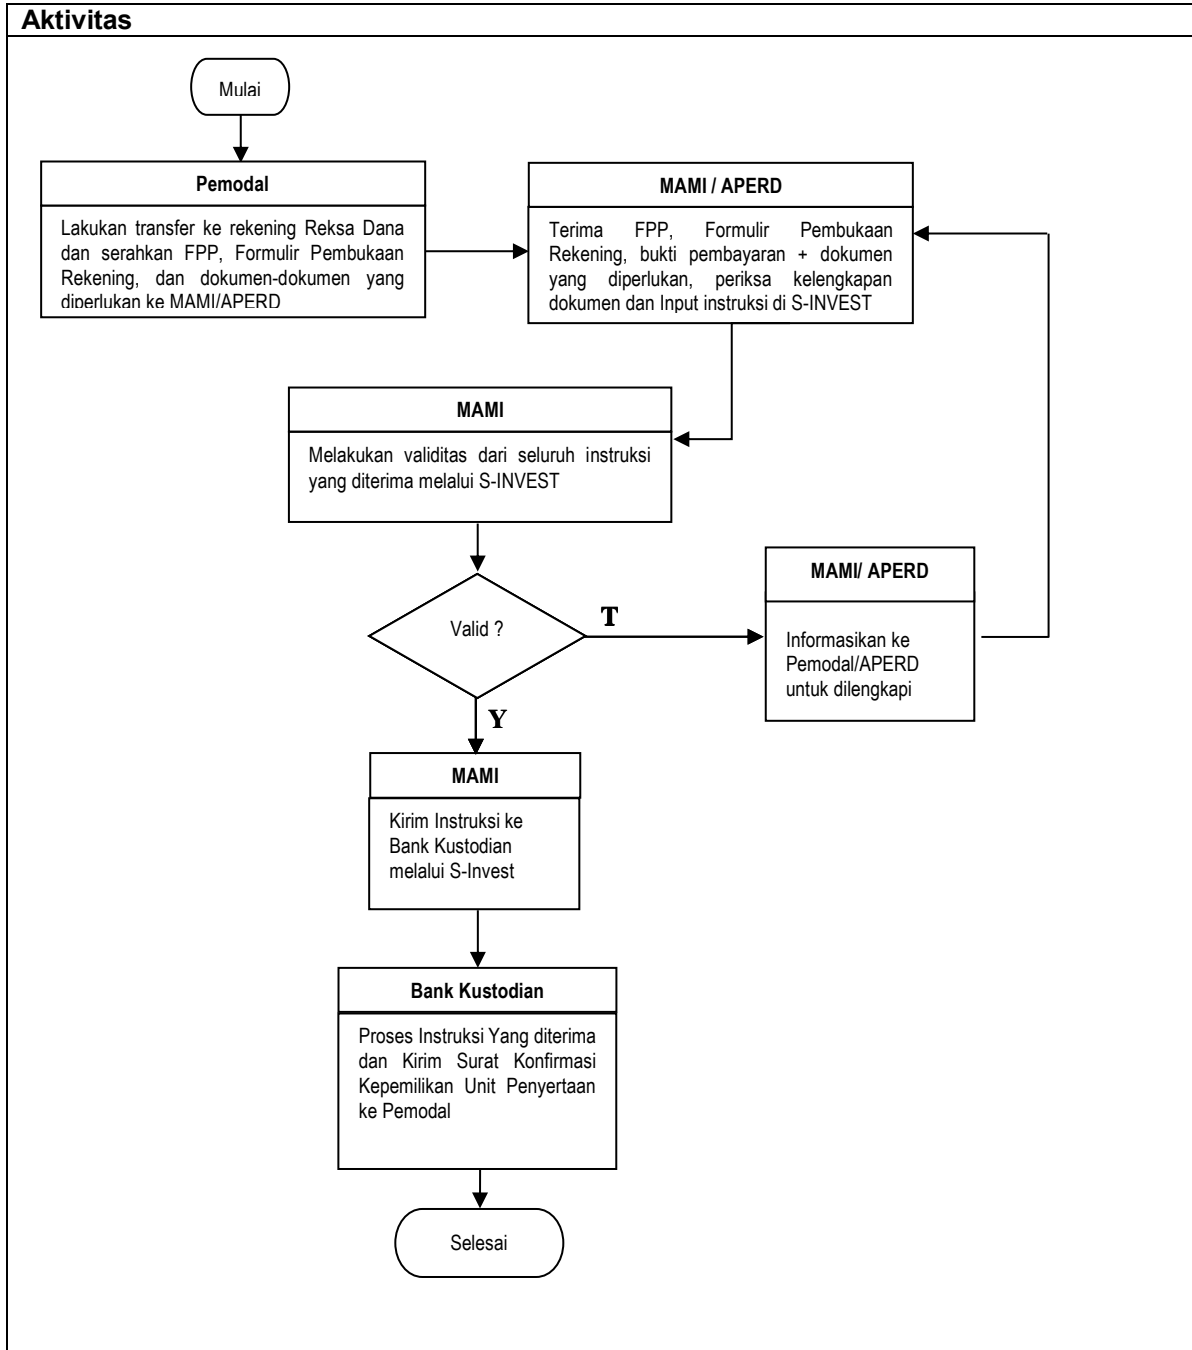 Aktivitas
Mulai
Pemodal
Lakukan transfer ke rekening Reksa Dana
dan serahkan FPP, Formulir Pembukaan
Rekening, dan dokumen-dokumen yang
diperlukan ke MAMI/APERD
MAMI / APERD
Terima FPP, Formulir Pembukaan
Rekening, bukti pembayaran + dokumen
yang diperlukan, periksa kelengkapan
dokumen dan Input instruksi di S-INVEST
MAMI
Melakukan validitas dari seluruh instruksi
yang diterima melalui S-INVEST
Valid ?
T
MAMI/ APERD
Informasikan ke
Pemodal/APERD
untuk dilengkapi
Y
MAMI
Kirim Instruksi ke
Bank Kustodian
melalui S-Invest
Bank Kustodian
Proses Instruksi Yang diterima
dan Kirim Surat Konfirmasi
Kepemilikan Unit Penyertaan
ke Pemodal
Selesai